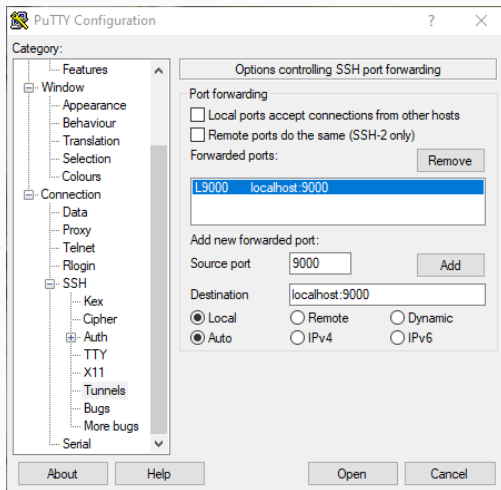 PuTTY Configuration
?
Category:
Features
Window
Appearance
Behaviour
Translation
Selection
Colours
Connection
Data
Proxy
Telnet
Rlogin
SSH
Kex
Cipher
Auth
TTY
X11
Tunnels
Bugs
More bugs
Serial
Options controlling SSH port forwarding
Port forwarding
Local ports accept connections from other hosts
Remote ports do the same (SSH-2 only)
Forwarded ports:
Remove
L9000 localhost:9000
Add new forwarded port:
Source port 9000 Add
Destination localhost:9000
Local Remote Dynamic
Auto IPv4 IPv6
About Help Open Cancel